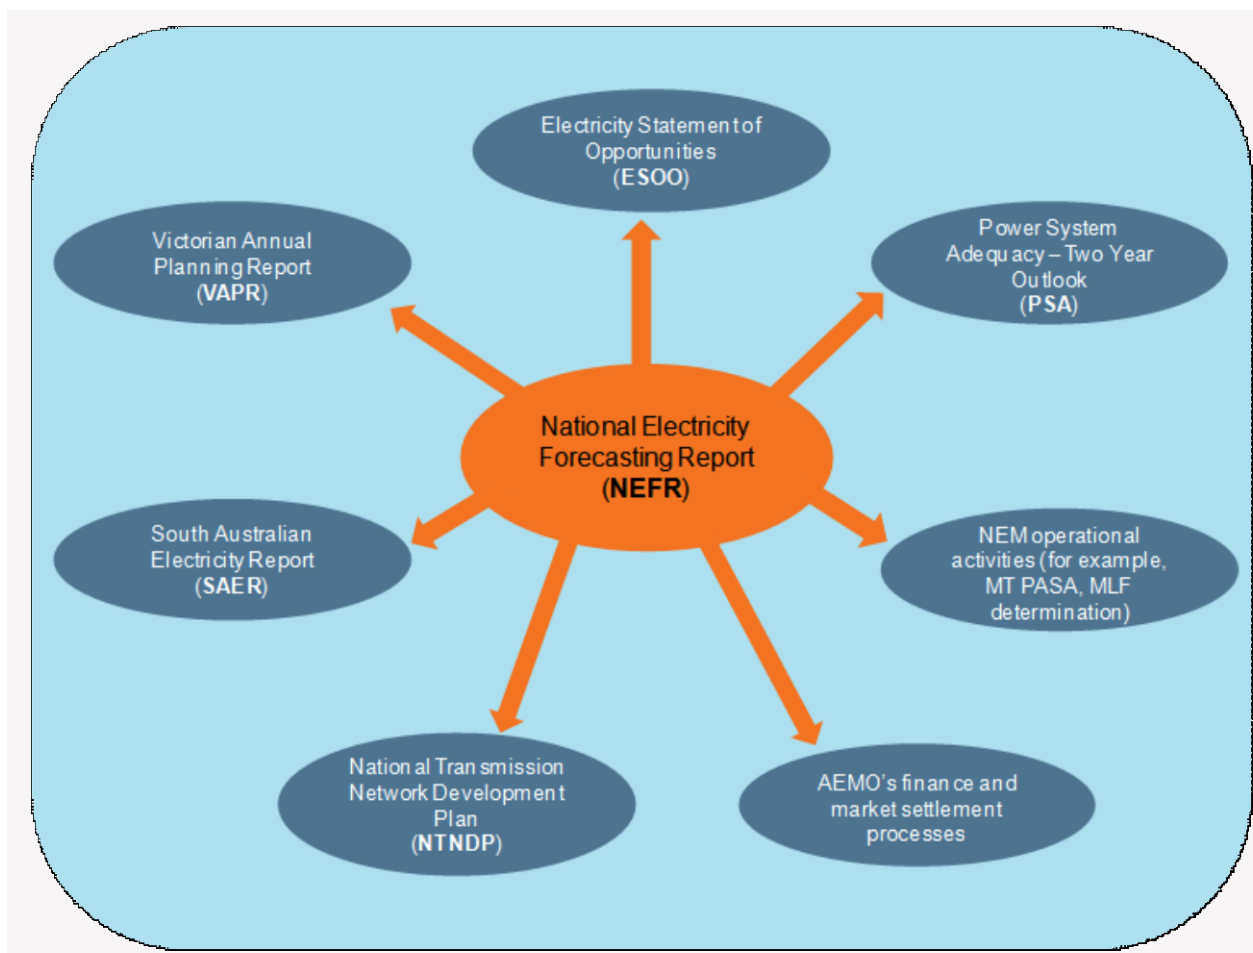 Electricity Statement of
Opportunities
(ESOO)
Victorian Annual
Planning Report
(VAPR)
Power System
Adequacy – Two Year
Outlook
(PSA)
National Electricity
Forecasting Report
(NEFR)
South Australian
Electricity Report
(SAER)
NEM operational
activities (for example,
MT PASA, MLF
determination)
National Transmission
Network Development
Plan
(NTNDP)
AEMO's finance and
market settlement
processes